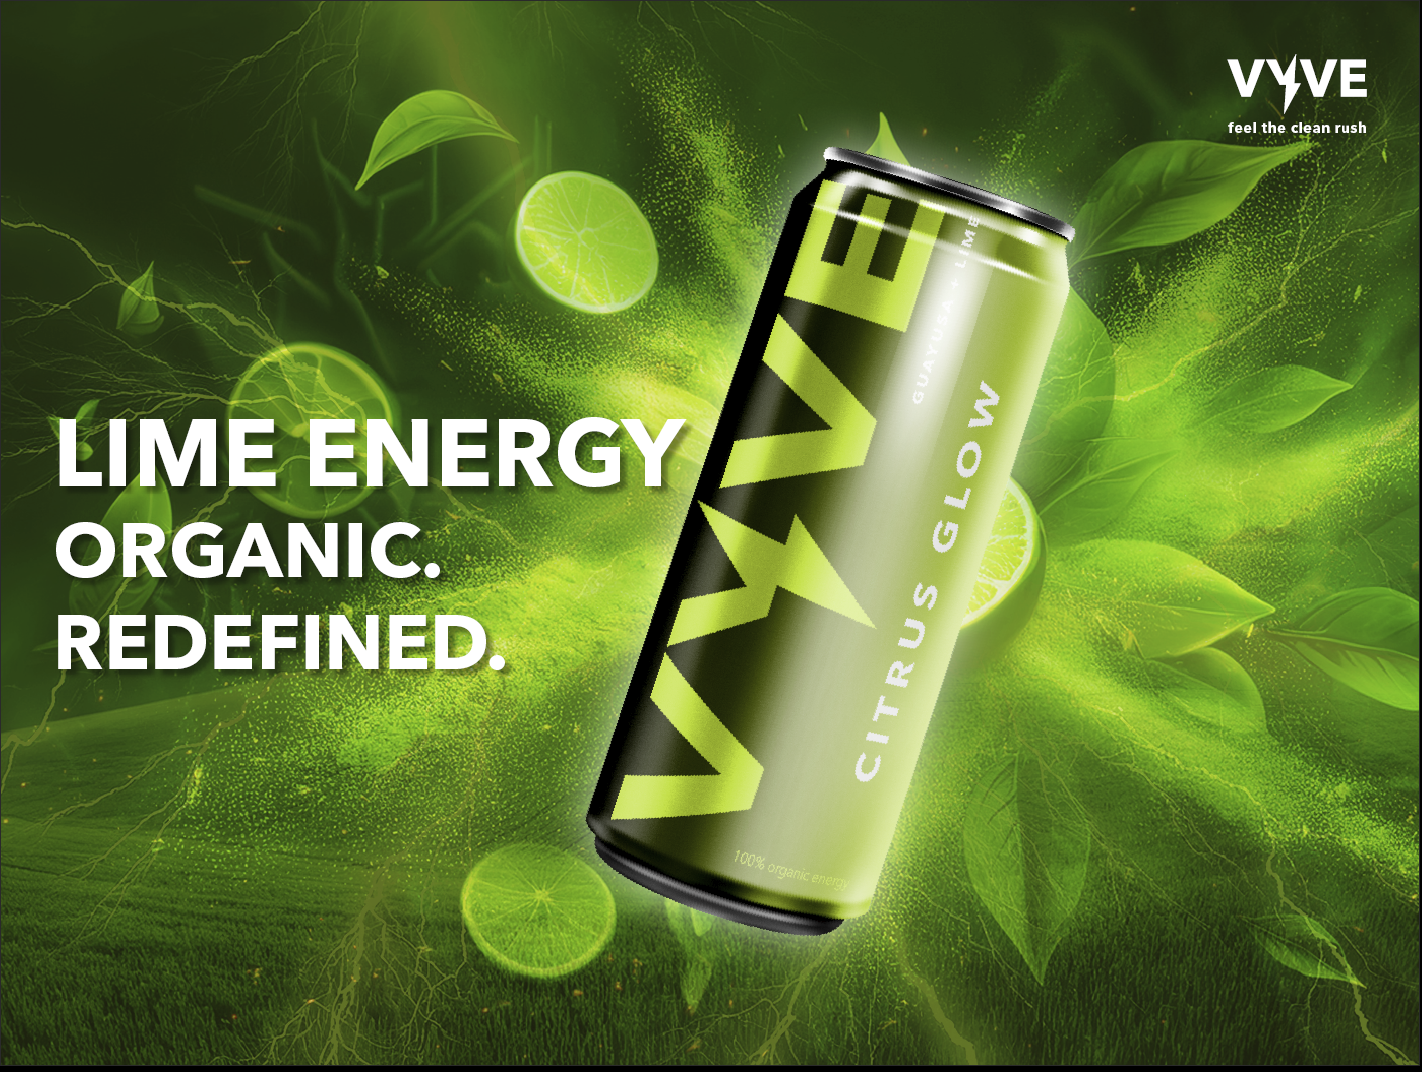 VYVE
feel the clean rush
LIME ENERGY
ORGANIC.
REDEFINED.
VYVE
GUAYUSA + LIME
CITRUS GLOW
100% organic energy